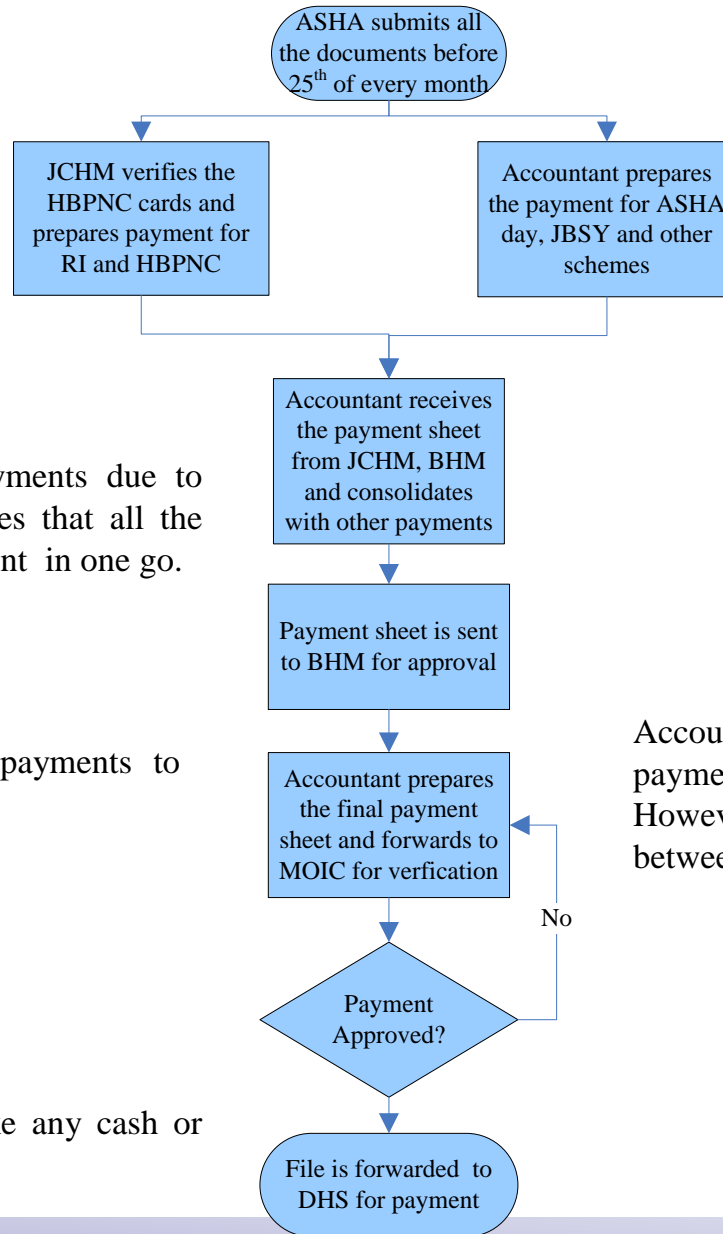 ASHA submits all
the documents before
25th of every month
JCHM verifies the
HBPNC cards and
prepares payment for
RI and HBPNC
Accountant prepares
the payment for ASHA
day, JBSY and other
schemes
Accountant receives
the payment sheet
from JCHM, BHM
and consolidates
with other payments
yments due to
es that all the
nt in one go.
Payment sheet is sent
to BHM for approval
payments to
Accountant prepares
the final payment
sheet and forwards to
MOIC for verfication
Accou
payme
Howev
betwee
No
Payment
Approved?
e any cash or
File is forwarded to
DHS for payment